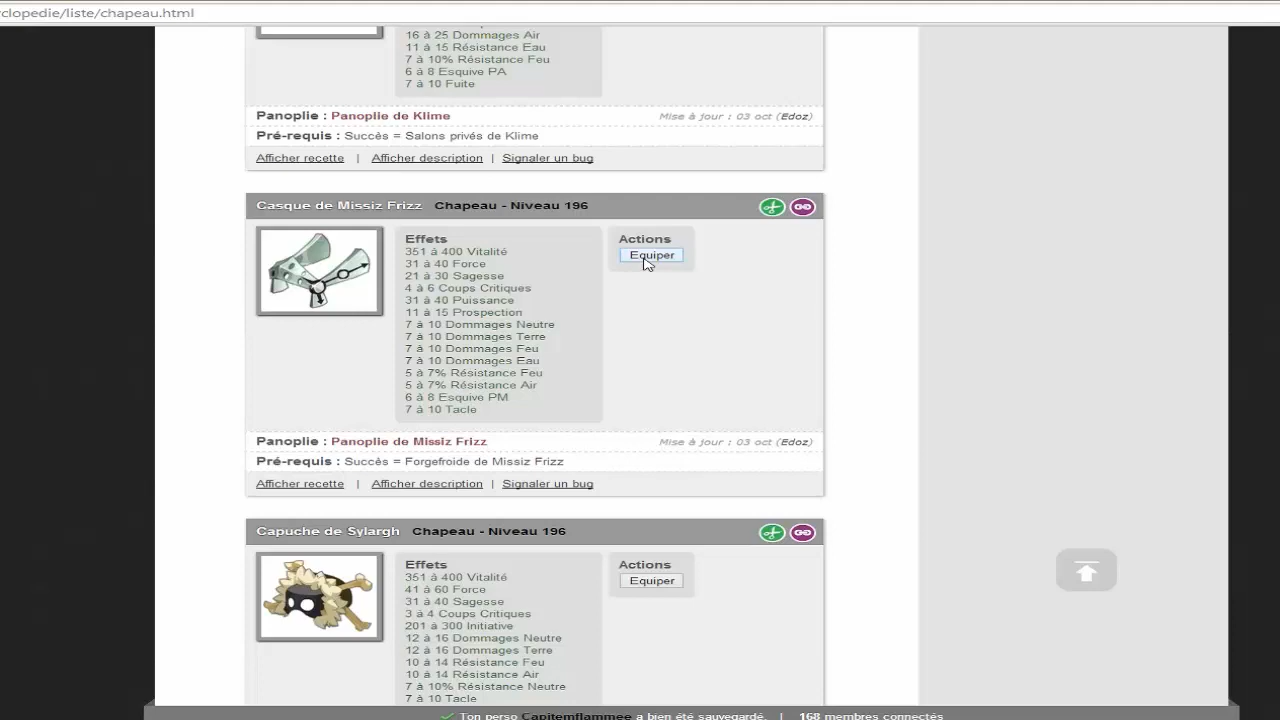 clopedie/liste/chapeau.html
16 à 25 Dommages Air
11 à 15 Résistance Eau
7 à 10% Résistance Feu
6 à 8 Esquive PA
7 à 10 Fuite
Panoplie : Panoplie de Klime Mise à jour : 03 oct (Edoz)
Pré-requis : Succès = Salons privés de Klime
Afficher recette | Afficher description | Signaler un bug
Casque de Missiz Frizz Chapeau - Niveau 196
Effets Actions
351 à 400 Vitalité Equiper
31 à 40 Force
21 à 30 Sagesse
4 à 6 Coups Critiques
31 à 40 Puissance
11 à 15 Prospection
7 à 10 Dommages Neutre
7 à 10 Dommages Terre
7 à 10 Dommages Feu
7 à 10 Dommages Eau
5 à 7% Résistance Feu
5 à 7% Résistance Air
6 à 8 Esquive PM
7 à 10 Tacle
Panoplie : Panoplie de Missiz Frizz Mise à jour : 03 oct (Edoz)
Pré-requis : Succès = Forgefroide de Missiz Frizz
Afficher recette | Afficher description | Signaler un bug
Capuche de Sylargh Chapeau - Niveau 196
Effets Actions
351 à 400 Vitalité Equiper
41 à 60 Force
31 à 40 Sagesse
3 à 4 Coups Critiques
201 à 300 Initiative
12 à 16 Dommages Neutre
12 à 16 Dommages Terre
10 à 14 Résistance Feu
10 à 14 Résistance Air
7 à 10% Résistance Neutre
7 à 10 Tacle
Ton perso Capitemflammee a bien été sauvegardé. | 168 membres connectés